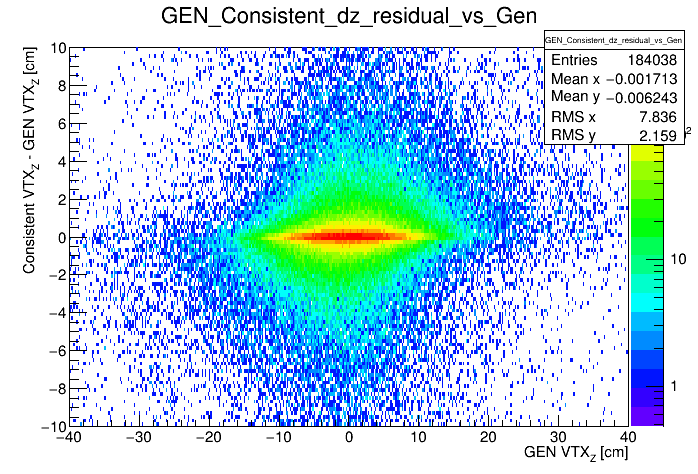 GEN_Consistent_dz_residual_vs_Gen
GEN_Consistent_dz_residual_vs_Gen
Entries 184038
Mean x −0.001713
Mean y −0.006243
RMS x 7.836
RMS y 2.159
Consistent VTX_Z - GEN VTX_Z [cm]
10
8
6
4
2
0
−2
−4
−6
−8
−10
−40 −30 −20 −10 0 10 20 30 40
GEN VTX_Z [cm]
2
10
1